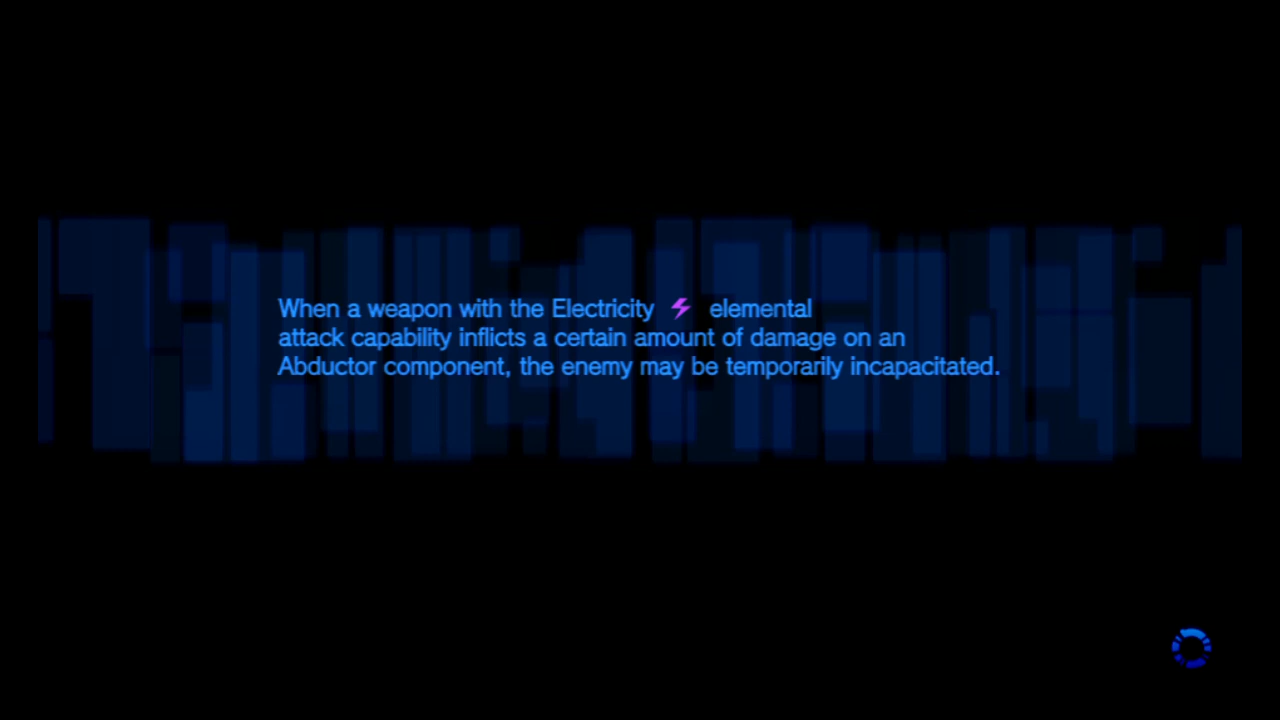 When a weapon with the Electricity elemental
attack capability inflicts a certain amount of damage on an
Abductor component, the enemy may be temporarily incapacitated.